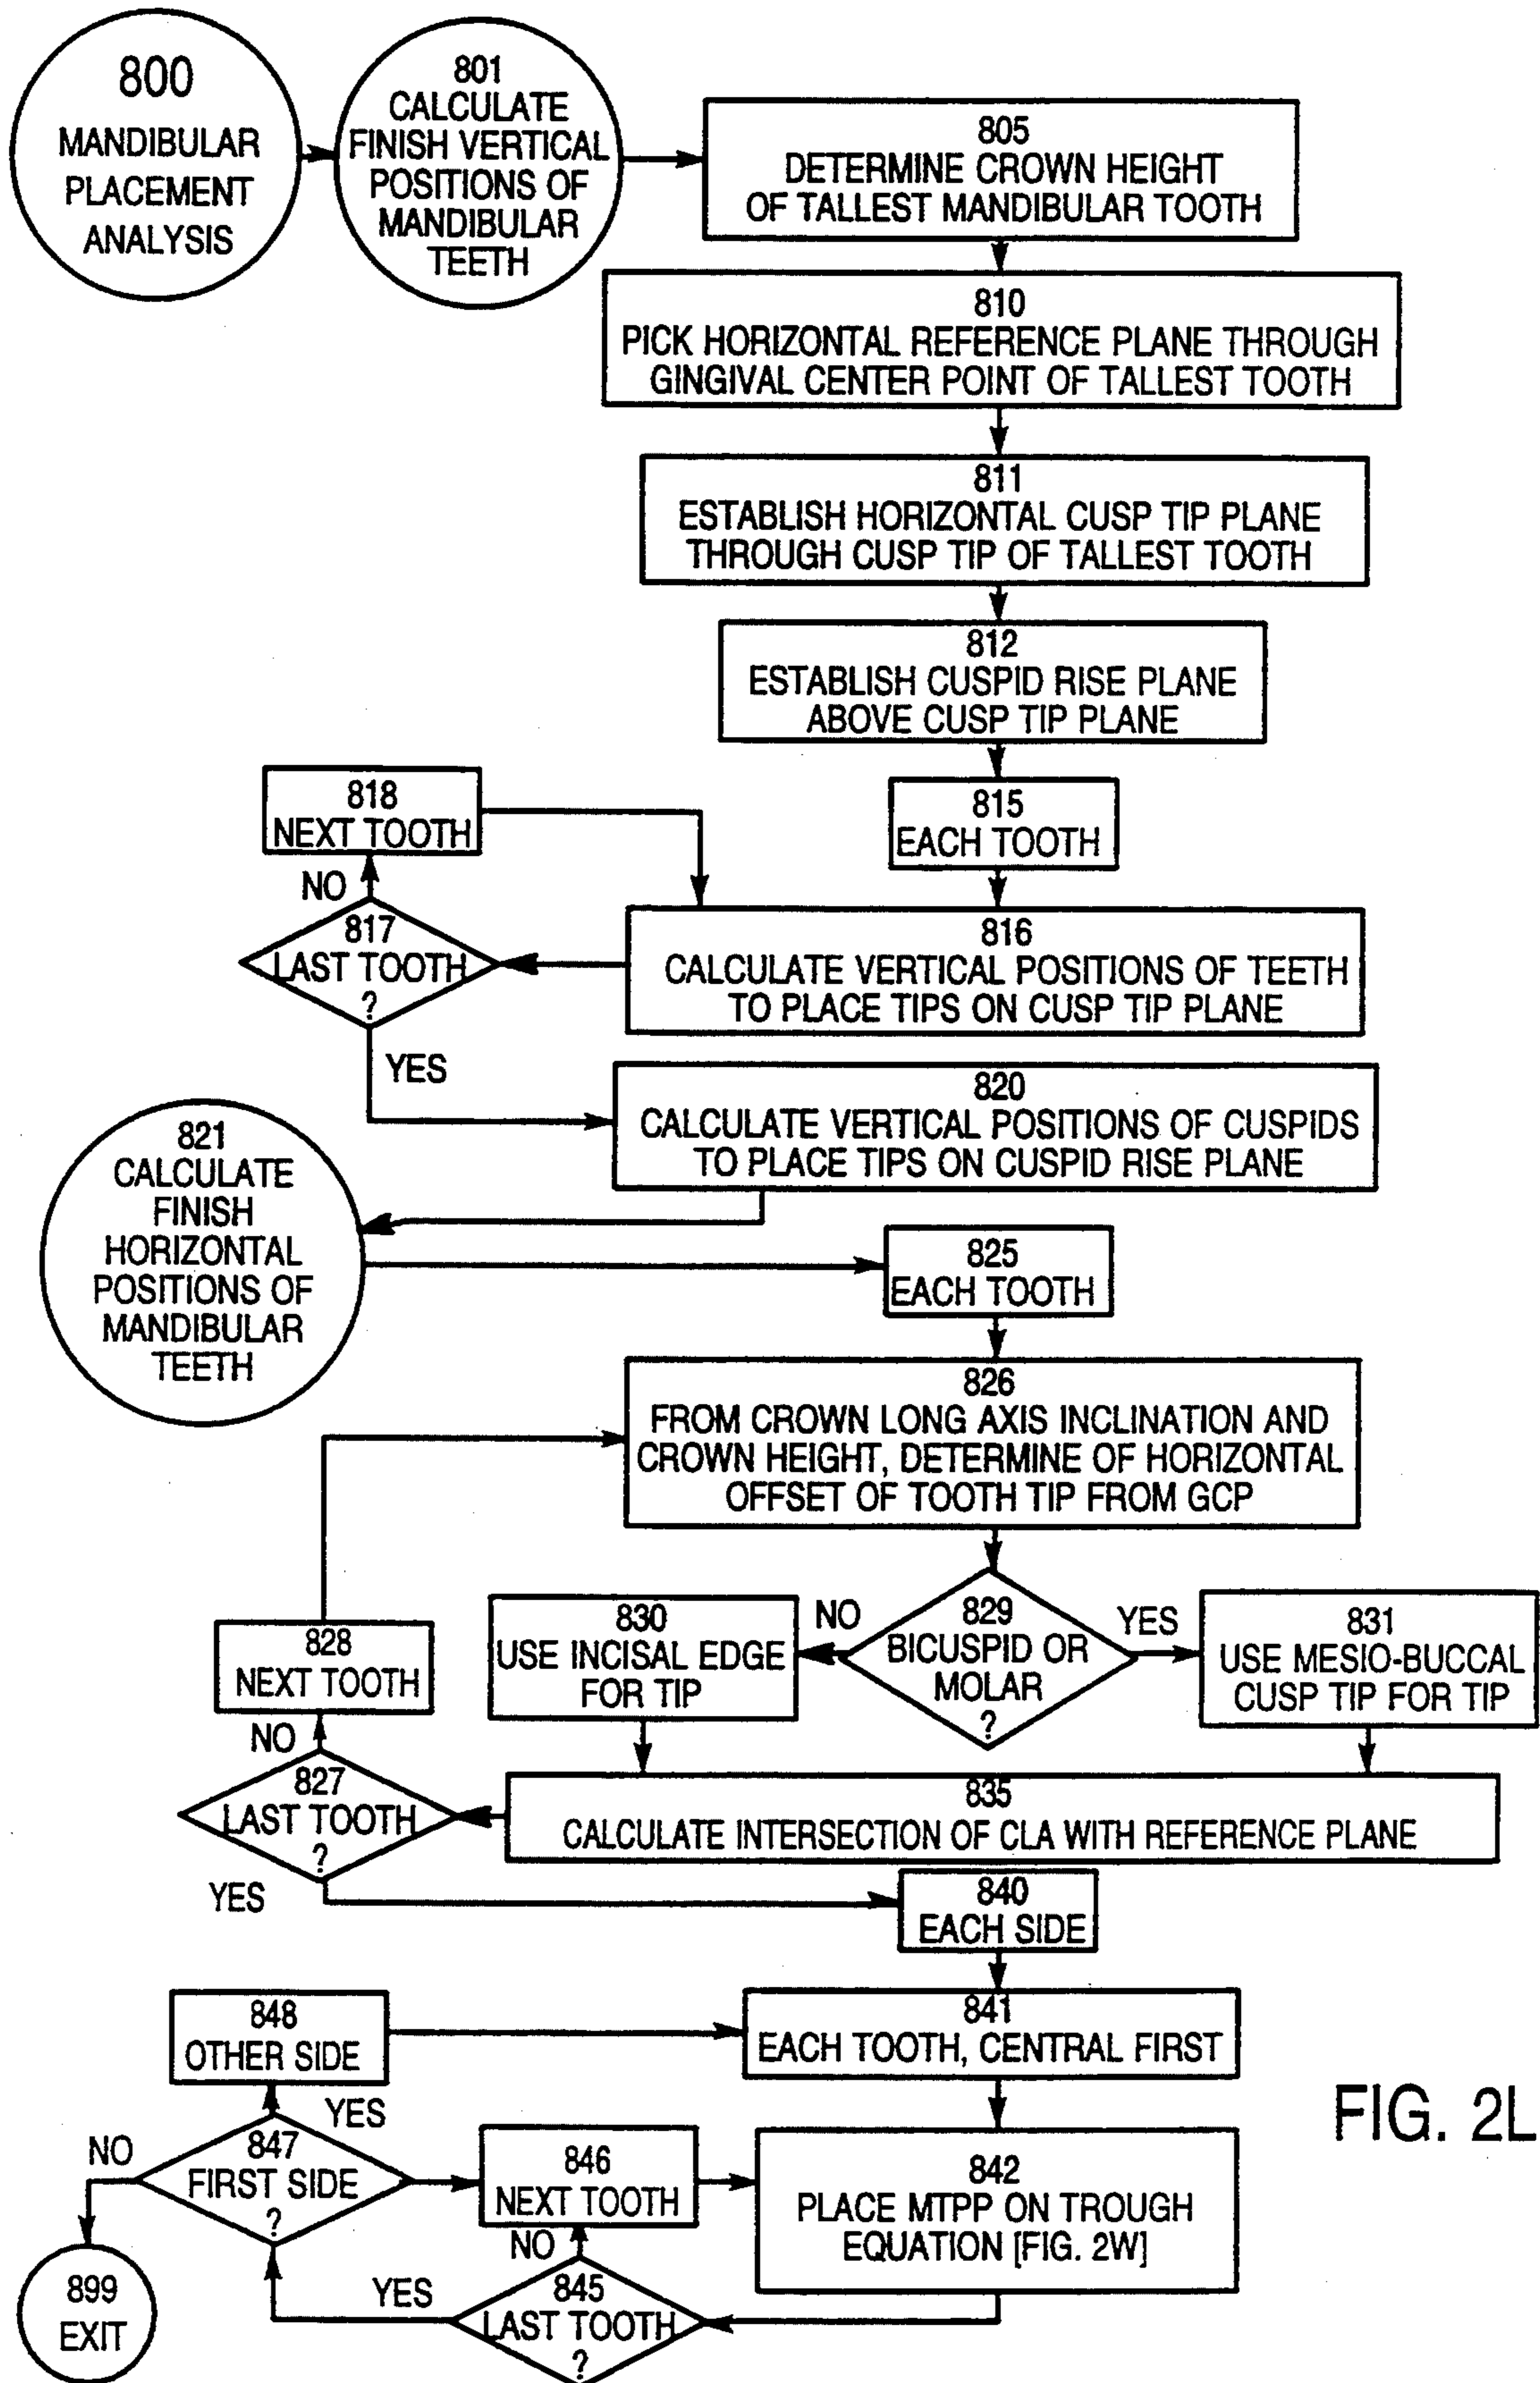 800
MANDIBULAR
PLACEMENT
ANALYSIS
801
CALCULATE
FINISH VERTICAL
POSITIONS OF
MANDIBULAR
TEETH
805
DETERMINE CROWN HEIGHT
OF TALLEST MANDIBULAR TOOTH
810
PICK HORIZONTAL REFERENCE PLANE THROUGH
GINGIVAL CENTER POINT OF TALLEST TOOTH
811
ESTABLISH HORIZONTAL CUSP TIP PLANE
THROUGH CUSP TIP OF TALLEST TOOTH
812
ESTABLISH CUSPID RISE PLANE
ABOVE CUSP TIP PLANE
815
EACH TOOTH
818
NEXT TOOTH
NO
817
LAST TOOTH
?
816
CALCULATE VERTICAL POSITIONS OF TEETH
TO PLACE TIPS ON CUSP TIP PLANE
YES
820
CALCULATE VERTICAL POSITIONS OF CUSPIDS
TO PLACE TIPS ON CUSPID RISE PLANE
821
CALCULATE
FINISH
HORIZONTAL
POSITIONS OF
MANDIBULAR
TEETH
825
EACH TOOTH
826
FROM CROWN LONG AXIS INCLINATION AND
CROWN HEIGHT, DETERMINE OF HORIZONTAL
OFFSET OF TOOTH TIP FROM GCP
829
BICUSPID OR
MOLAR
?
NO
YES
830
USE INCISAL EDGE
FOR TIP
831
USE MESIO-BUCCAL
CUSP TIP FOR TIP
828
NEXT TOOTH
NO
827
LAST TOOTH
?
835
CALCULATE INTERSECTION OF CLA WITH REFERENCE PLANE
YES
840
EACH SIDE
841
EACH TOOTH, CENTRAL FIRST
848
OTHER SIDE
YES
NO
847
FIRST SIDE
?
846
NEXT TOOTH
NO
842
PLACE MTPP ON TROUGH
EQUATION [FIG. 2W]
845
LAST TOOTH
?
YES
899
EXIT
FIG. 2L